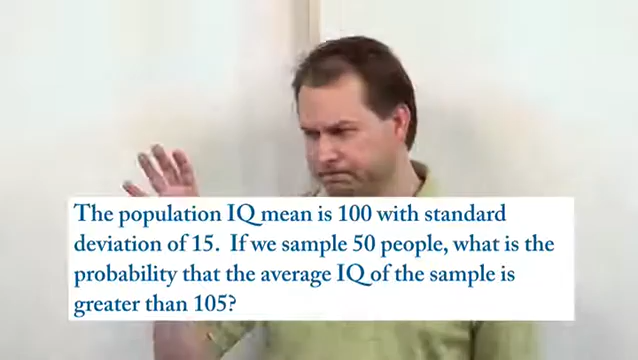 The population IQ mean is 100 with standard
deviation of 15.  If we sample 50 people, what is the
probability that the average IQ of the sample is
greater than 105?